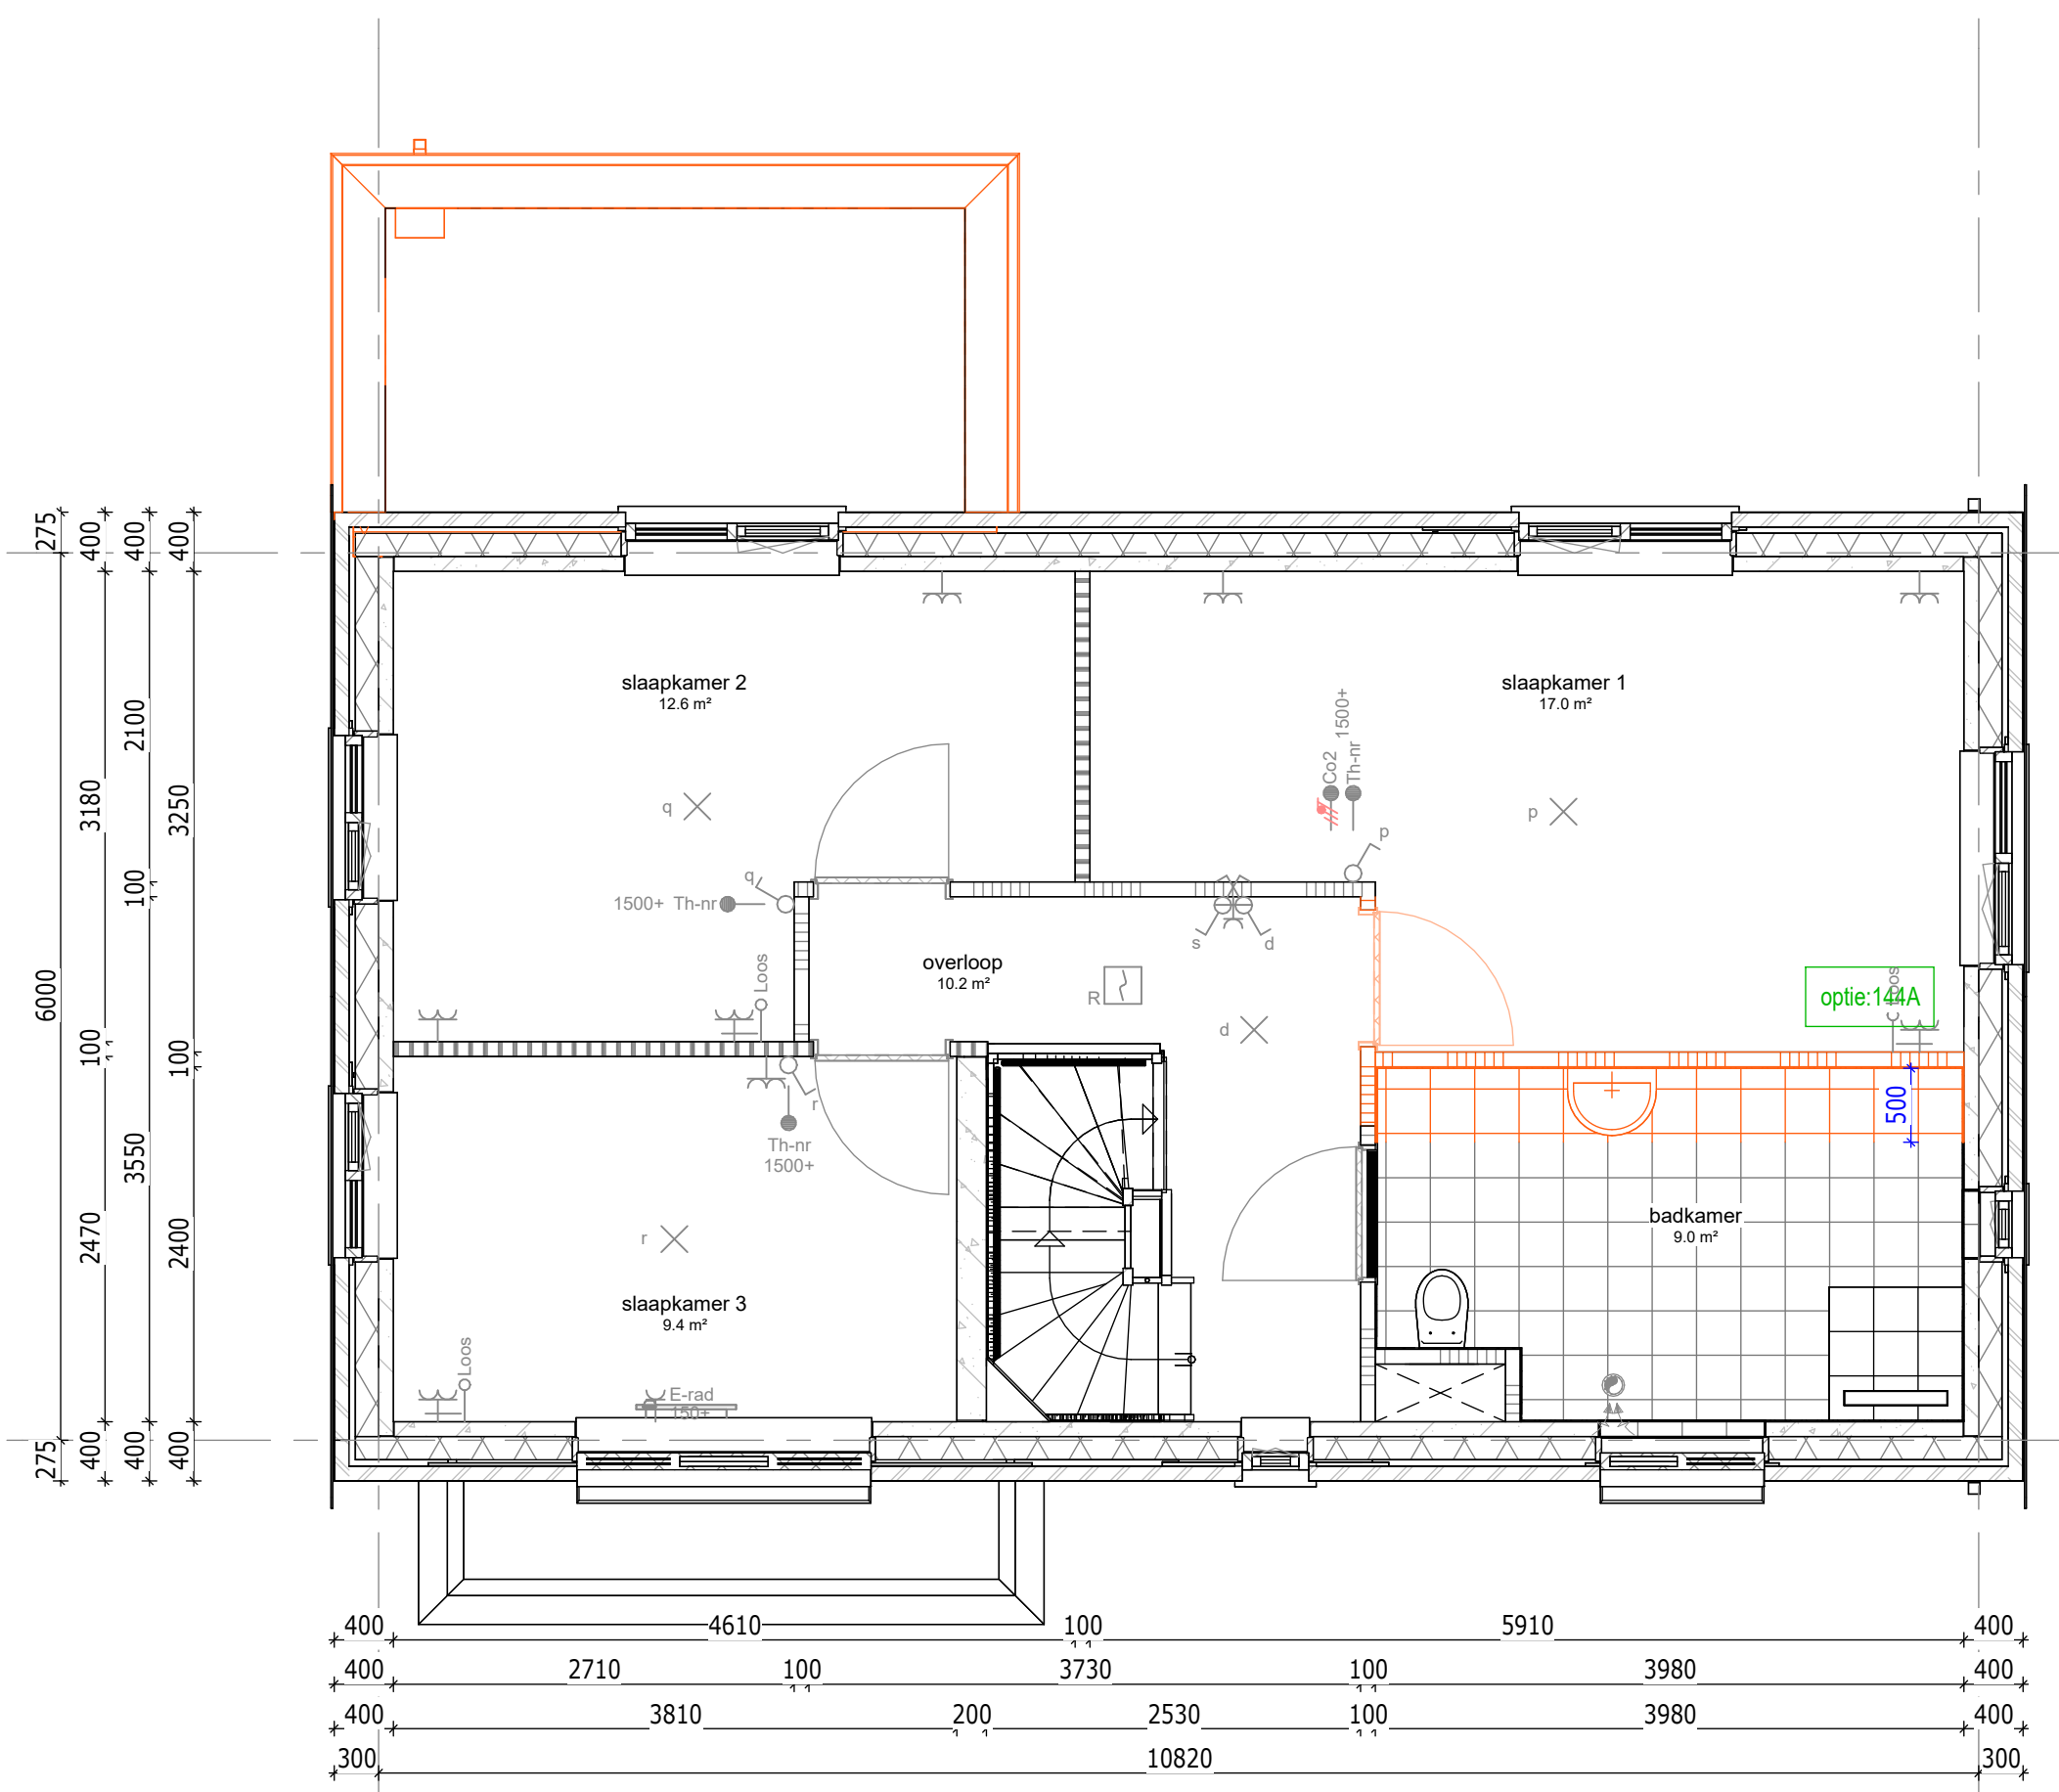 slaapkamer 2
12.6 m²
slaapkamer 1
17.0 m²
1500+
Co2
Th-nr
q
p
p
q
1500+ Th-nr
s
d
Loos
overloop
10.2 m²
R
d
optie:144A
Loos
500
r
Th-nr
1500+
r
slaapkamer 3
9.4 m²
badkamer
9.0 m²
Loos
E-rad
150+
275
6000
275
400
3180
100
2470
400
400
2100
100
3550
400
400
3250
100
2400
400
400 4610 100 5910 400
400 2710 100 3730 100 3980 400
400 3810 200 2530 100 3980 400
300 10820 300